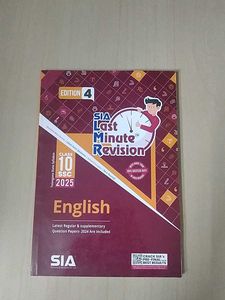 EDITION 4
SIA
Last
Minute
Revision
CLASS
10
SSC
2025
English
Latest Regular & Supplementary
Question Papers- 2024 Are Included
SIA